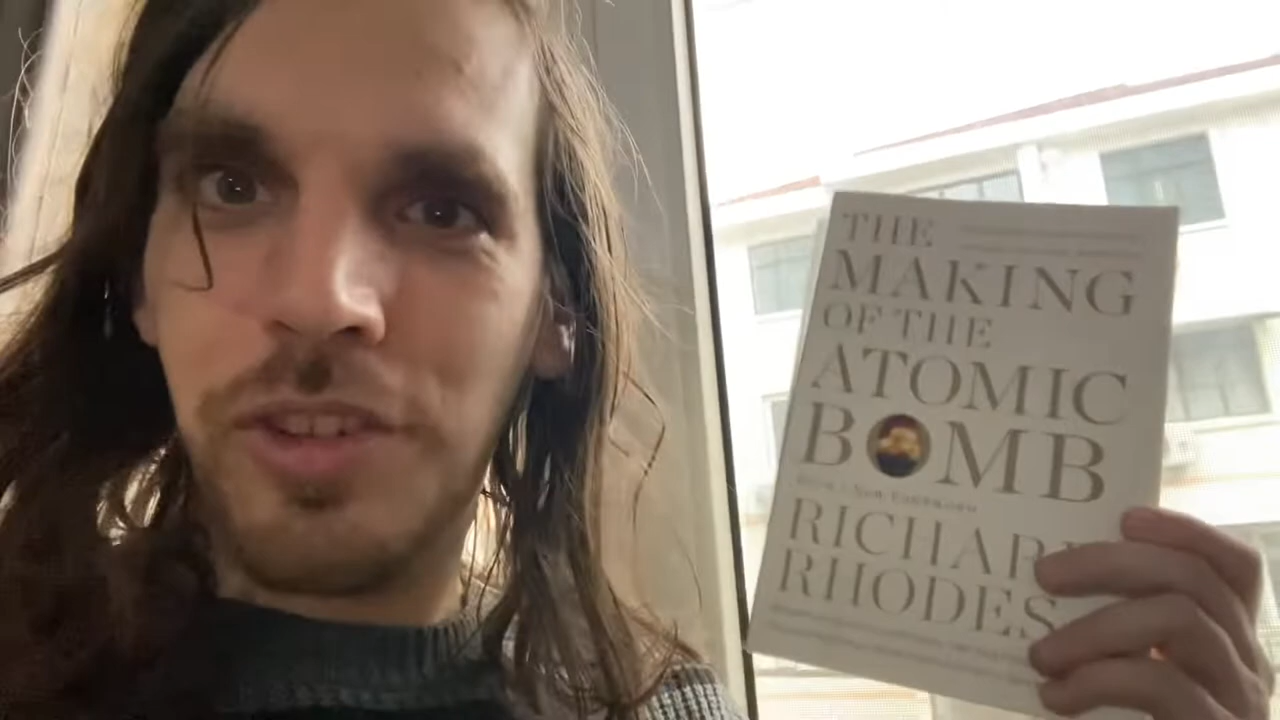 THE
MAKING
OF THE
ATOMIC
BOMB
RICHARD
RHODES